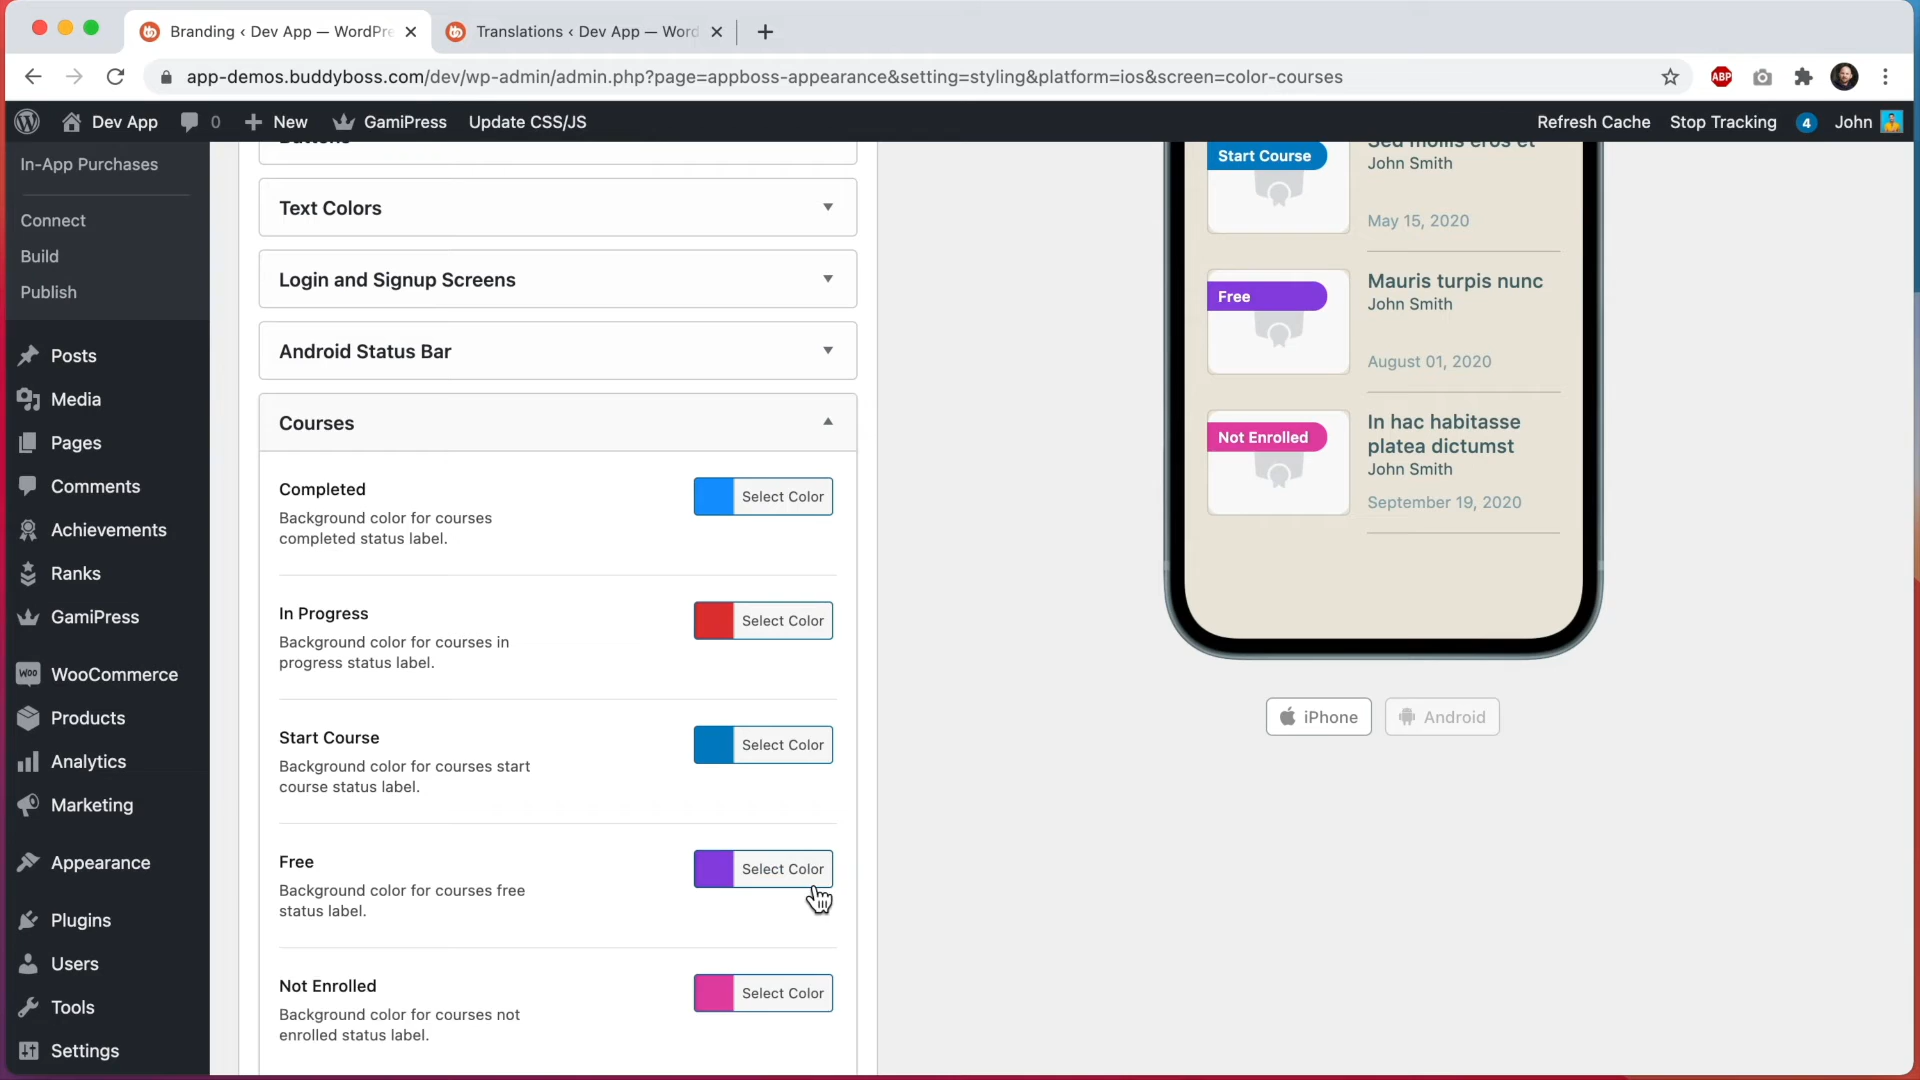 Branding ‹ Dev App — WordPre
Translations ‹ Dev App — Word
app-demos.buddyboss.com/dev/wp-admin/admin.php?page=appboss-appearance&setting=styling&platform=ios&screen=color-courses
ABP
Dev App
0
New
GamiPress
Update CSS/JS
Refresh Cache
Stop Tracking
4
John
In-App Purchases
Connect
Build
Publish
Posts
Media
Pages
Comments
Achievements
Ranks
GamiPress
WooCommerce
Products
Analytics
Marketing
Appearance
Plugins
Users
Tools
Settings
Buttons
Text Colors
Login and Signup Screens
Android Status Bar
Courses
Completed
Background color for courses
completed status label.
Select Color
In Progress
Background color for courses in
progress status label.
Select Color
Start Course
Background color for courses start
course status label.
Select Color
Free
Background color for courses free
status label.
Select Color
Not Enrolled
Background color for courses not
enrolled status label.
Select Color
Start Course
Sed mollis eros et
John Smith
May 15, 2020
Free
Mauris turpis nunc
John Smith
August 01, 2020
Not Enrolled
In hac habitasse
platea dictumst
John Smith
September 19, 2020
iPhone
Android